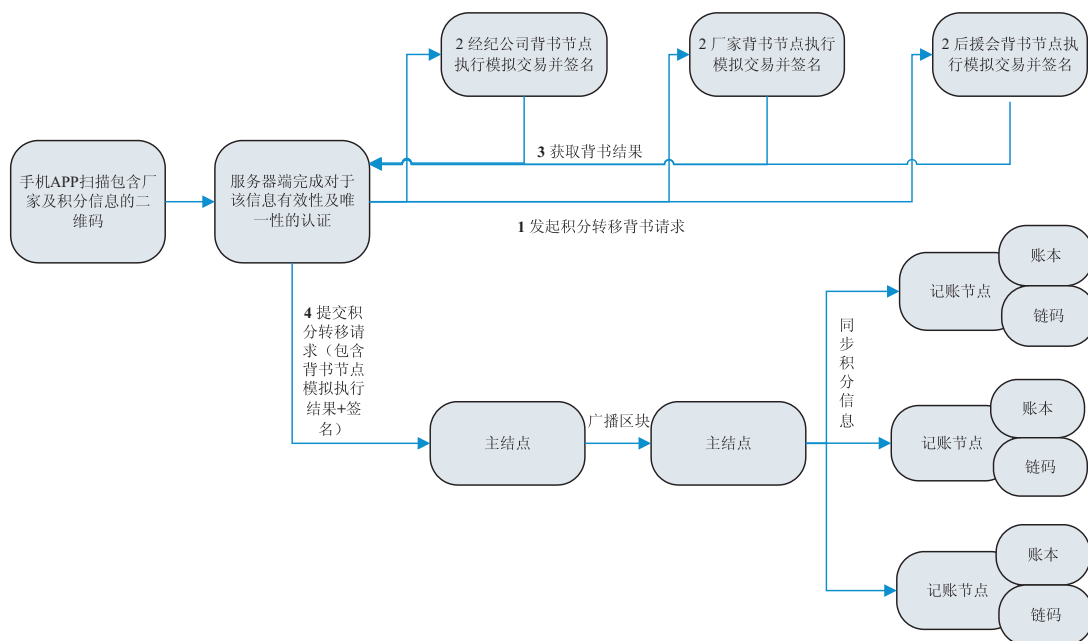 2 经纪公司背书节点
执行模拟交易并签名
2 厂家背书节点执行
模拟交易并签名
2 后援会背书节点执
行模拟交易并签名
3 获取背书结果
手机APP扫描包含厂
家及积分信息的二
维码
服务器端完成对于
该信息有效性及唯
一性的认证
1 发起积分转移背书请求
4 提交积
分转移请
求（包含
背书节点
模拟执行
结果+签
名）
主结点
广播区块
主结点
同
步
积
分
信
息
记账节点
账本
链码
记账节点
账本
链码
记账节点
账本
链码